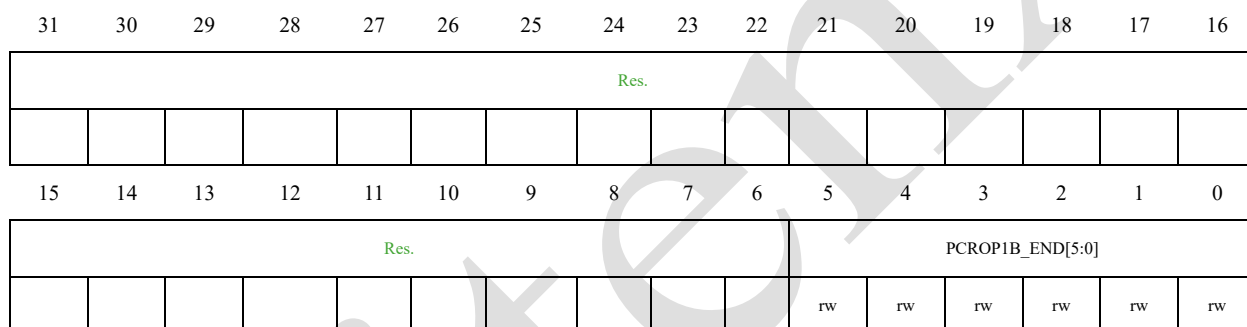 31 30 29 28 27 26 25 24 23 22 21 20 19 18 17 16
Res.
15 14 13 12 11 10 9 8 7 6 5 4 3 2 1 0
Res. PCROP1B_END[5:0]
rw rw rw rw rw rw